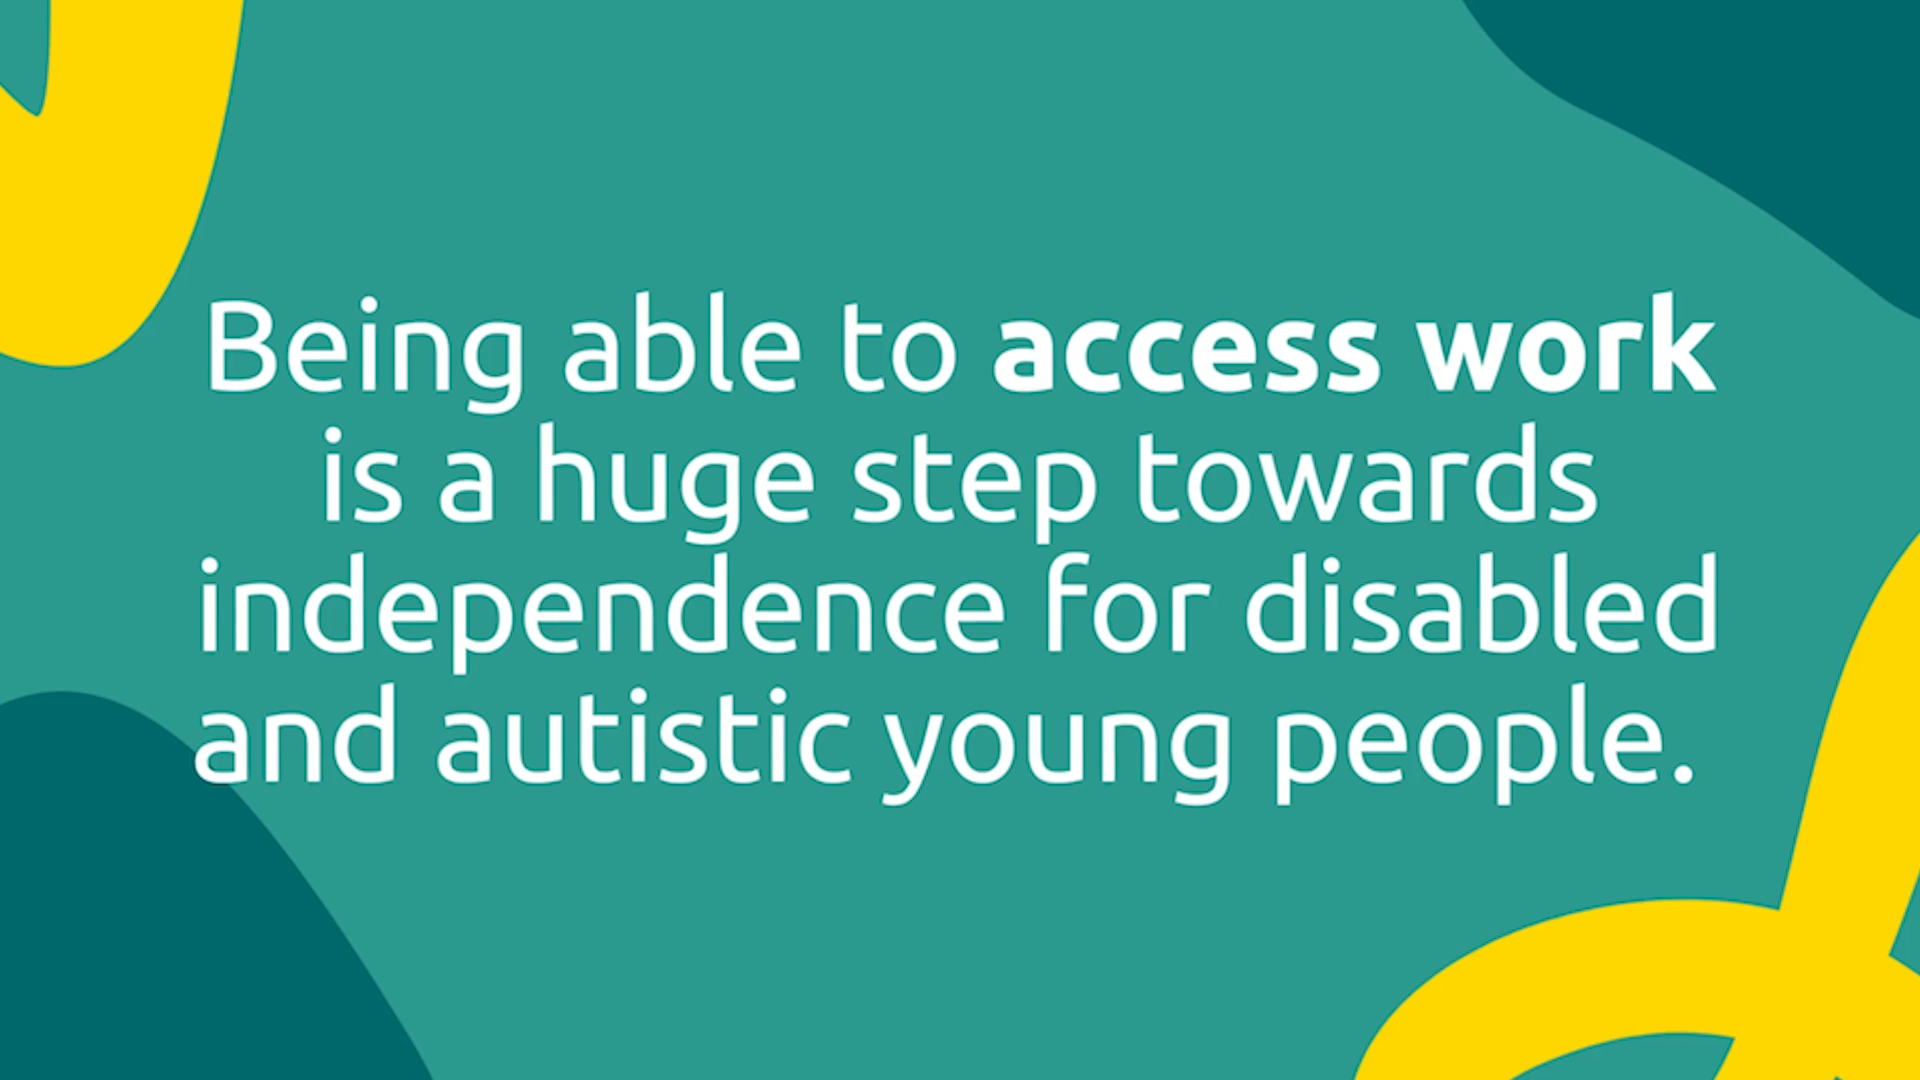 Being able to access work
is a huge step towards
independence for disabled
and autistic young people.